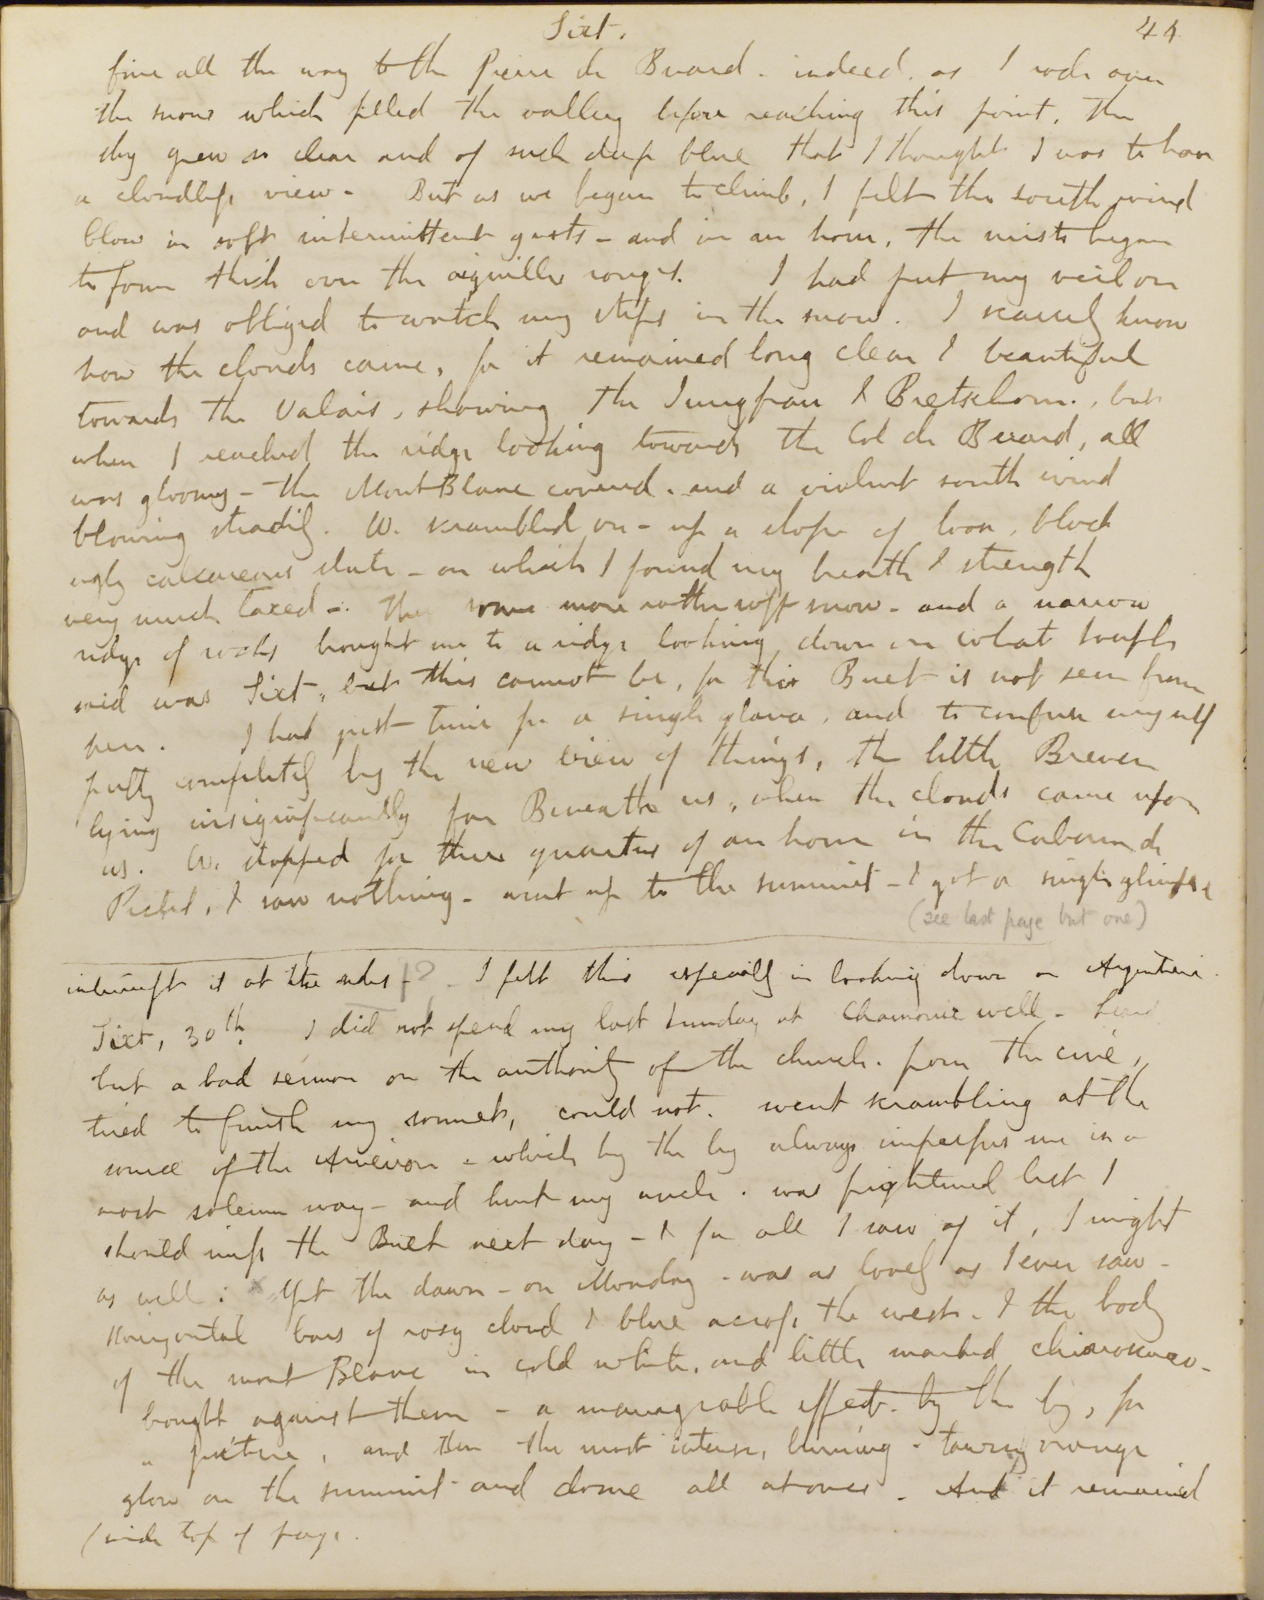 Sixt.
44
fine all the way to the Pierre de Buard. indeed. as I rode over
the snow which filled the valley before reaching this point. The
sky grew so clear and of such deep blue that I thought I was to have
a cloudless view - But as we began to climb, I felt the south wind
blow in soft intermittent gusts - and in an hour, the mists began
to form thick over the aiguilles rouges. I had put my veil on
and was obliged to watch my steps in the snow. I scarcely know
how the clouds came, for it remained long clear & beautiful
towards the Valais, showing the Jungfrau & Bietschorn., but
when I reached the ridge looking towards the Col de Buard, all
was gloomy - the Mont Blanc covered. and a violent south wind
blowing steadily. W. scrambled on - up a slope of loose, black
ugly calcareous slate - on which I found my breath & strength
very much taxed -. Then some more rather soft snow - and a narrow
ridge of rocks brought me to a ridge looking down on what Coupet
said was Sixt, but this cannot be, for this Buet is not seen from
here. I had just time for a single glance, and to confuse myself
pretty completely by the new view of things, the little Breven
lying insignificantly far Beneath us, when the clouds came upon
us. W. stopped for three quarters of an hour in the Cabane de
Pictet, & saw nothing - went up to the summit - & got a single glimpse
(see last page but one)
interrupt it at the sides -|? . I felt this especially in looking down on Argentiere.
Sixt, 30th. I did not spend my last Sunday at Chamonix well - heard
but a bad sermon on the authority of the church. from the curé,
tried to finish my sonnet, could not. went scrambling at the
source of the Arveron - which by the by always impresses me in a
most solemn way - and hurt my ancle. was frightened lest I
should miss the Buet next day - & for all I saw of it, I might
as well: x Yet the dawn - on Monday - was as lovely as I ever saw -
Horizontal bars of rosy cloud & blue across the west. & the body
of the mont Blanc in cold white, and little marked chiaroscuro -
brought against them - a manageable effect. by the by, for
a picture, and then the most intense, burning - tawny orange
glow on the summit and dome all at once. And it remained
(vide top of page.